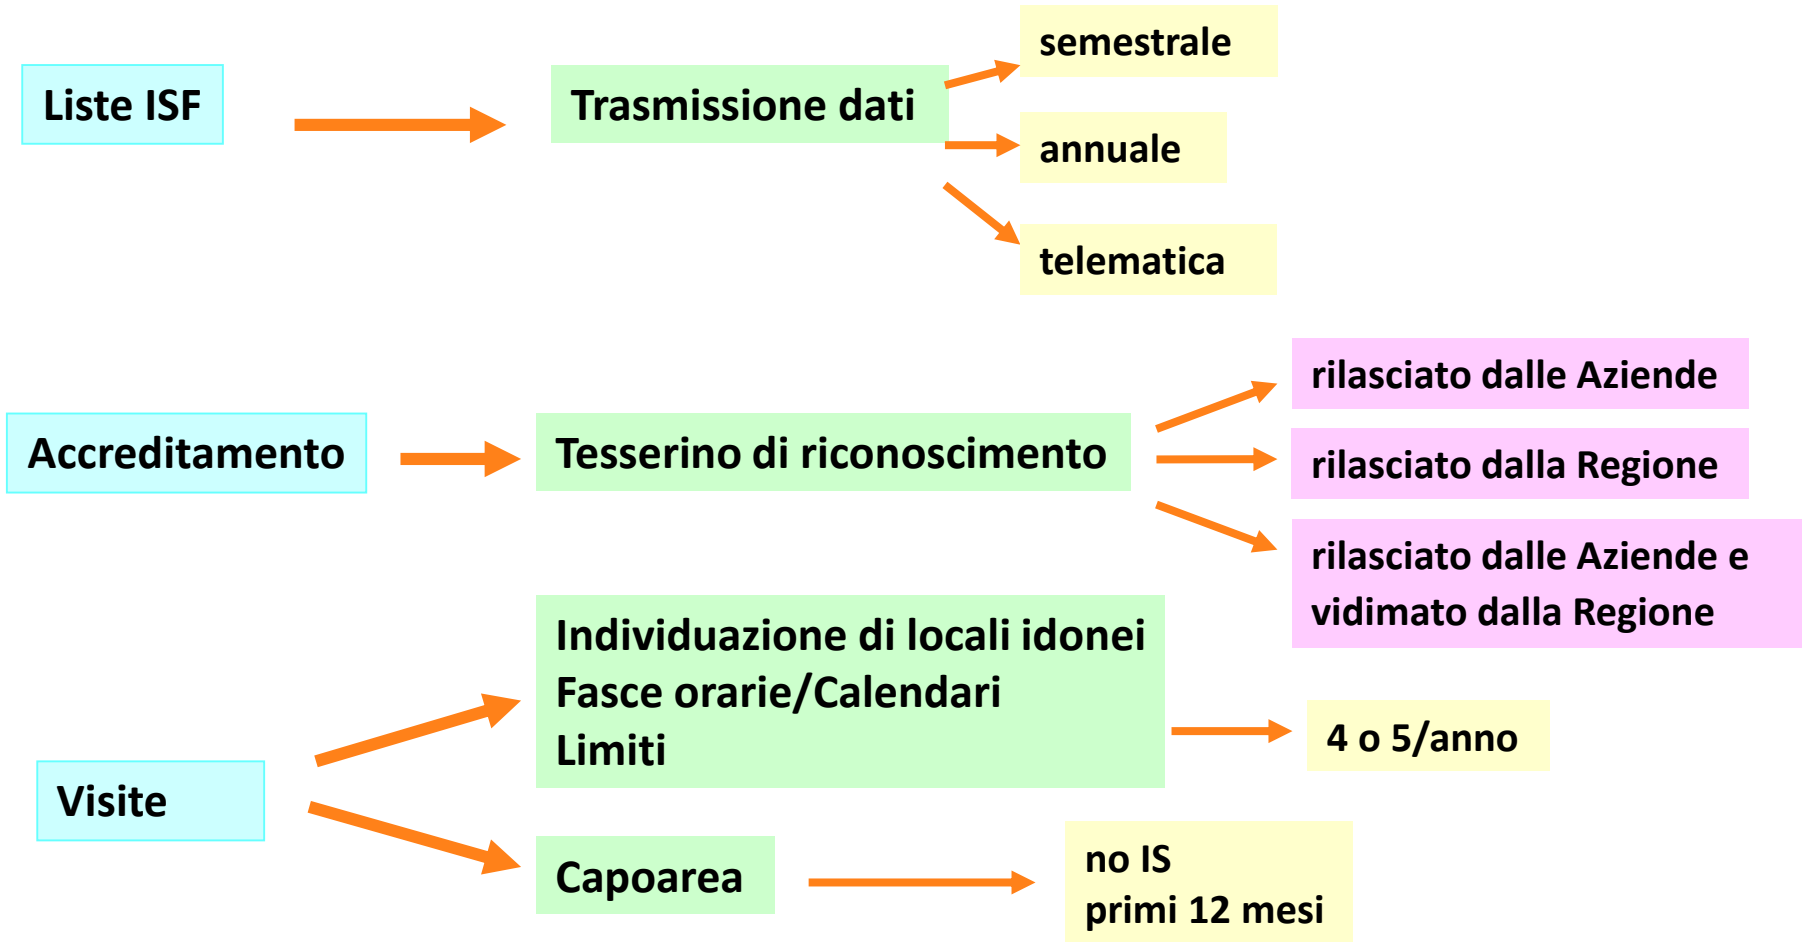 semestrale
Liste ISF
Trasmissione dati
annuale
telematica
rilasciato dalle Aziende
Accreditamento
Tesserino di riconoscimento
rilasciato dalla Regione
rilasciato dalle Aziende e
vidimato dalla Regione
Individuazione di locali idonei
Fasce orarie/Calendari
Limiti
4 o 5/anno
Visite
Capoarea
no IS
primi 12 mesi